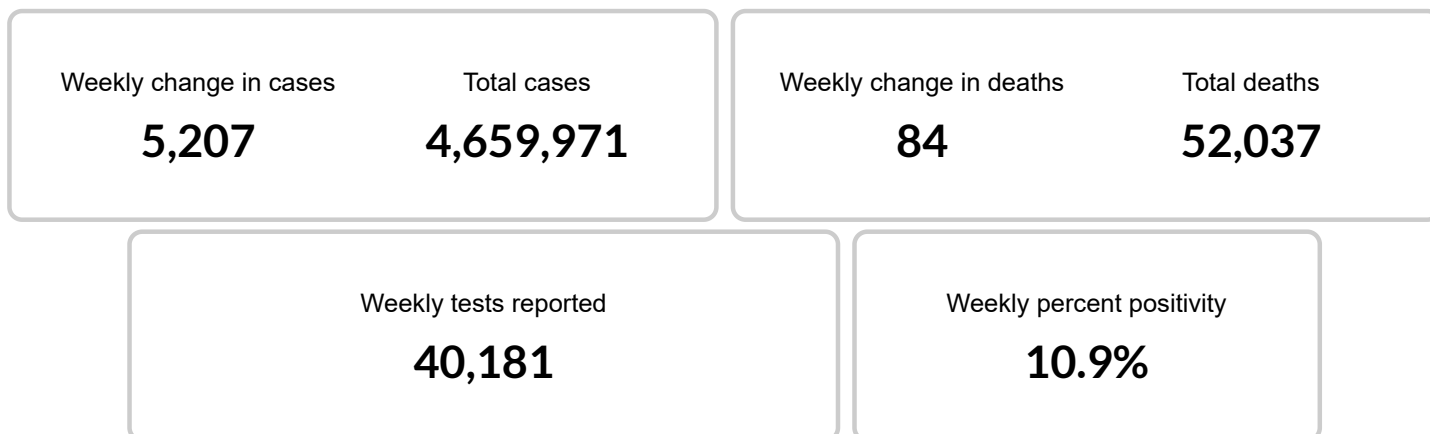 Weekly change in cases
5,207
Total cases
4,659,971
Weekly change in deaths
84
Total deaths
52,037
Weekly tests reported
40,181
Weekly percent positivity
10.9%